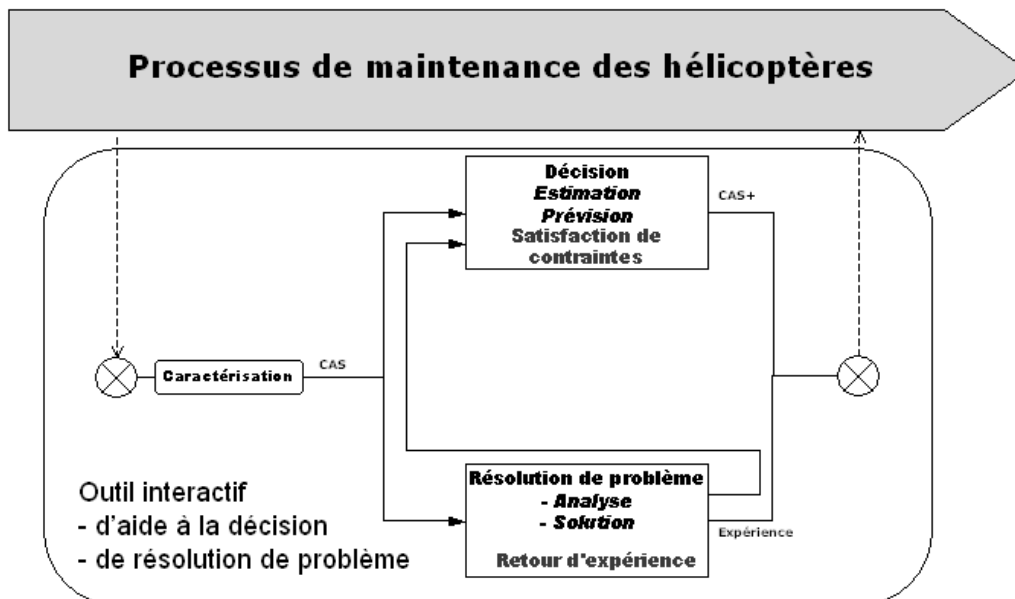 Processus de maintenance des hélicoptères
Décision
Estimation
Prévision
Satisfaction de
contraintes
CAS+
Caractérisation
CAS
Résolution de problème
- Analyse
- Solution
Retour d'expérience
Expérience
Outil interactif
- d'aide à la décision
- de résolution de problème